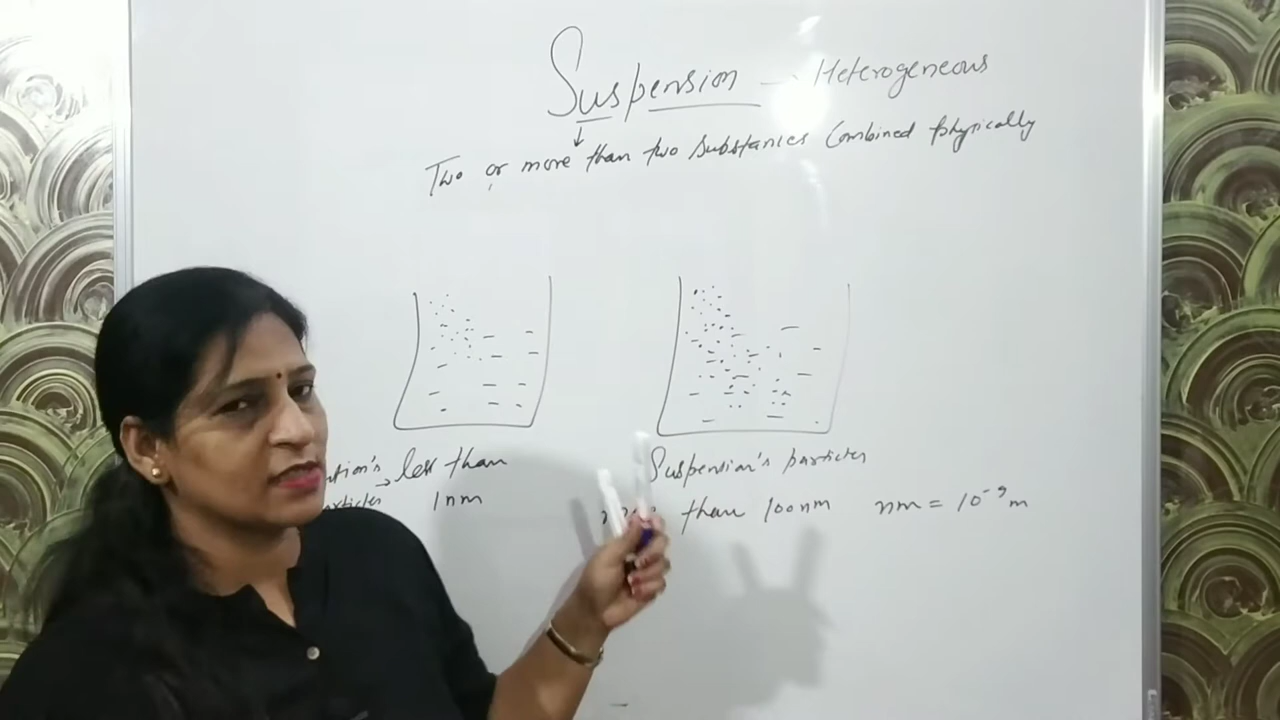 Suspension — Heterogeneous
Two or more than two substances Combined physically
less than
1nm
Suspension's particles
than 100nm nm = 10⁻⁹ m